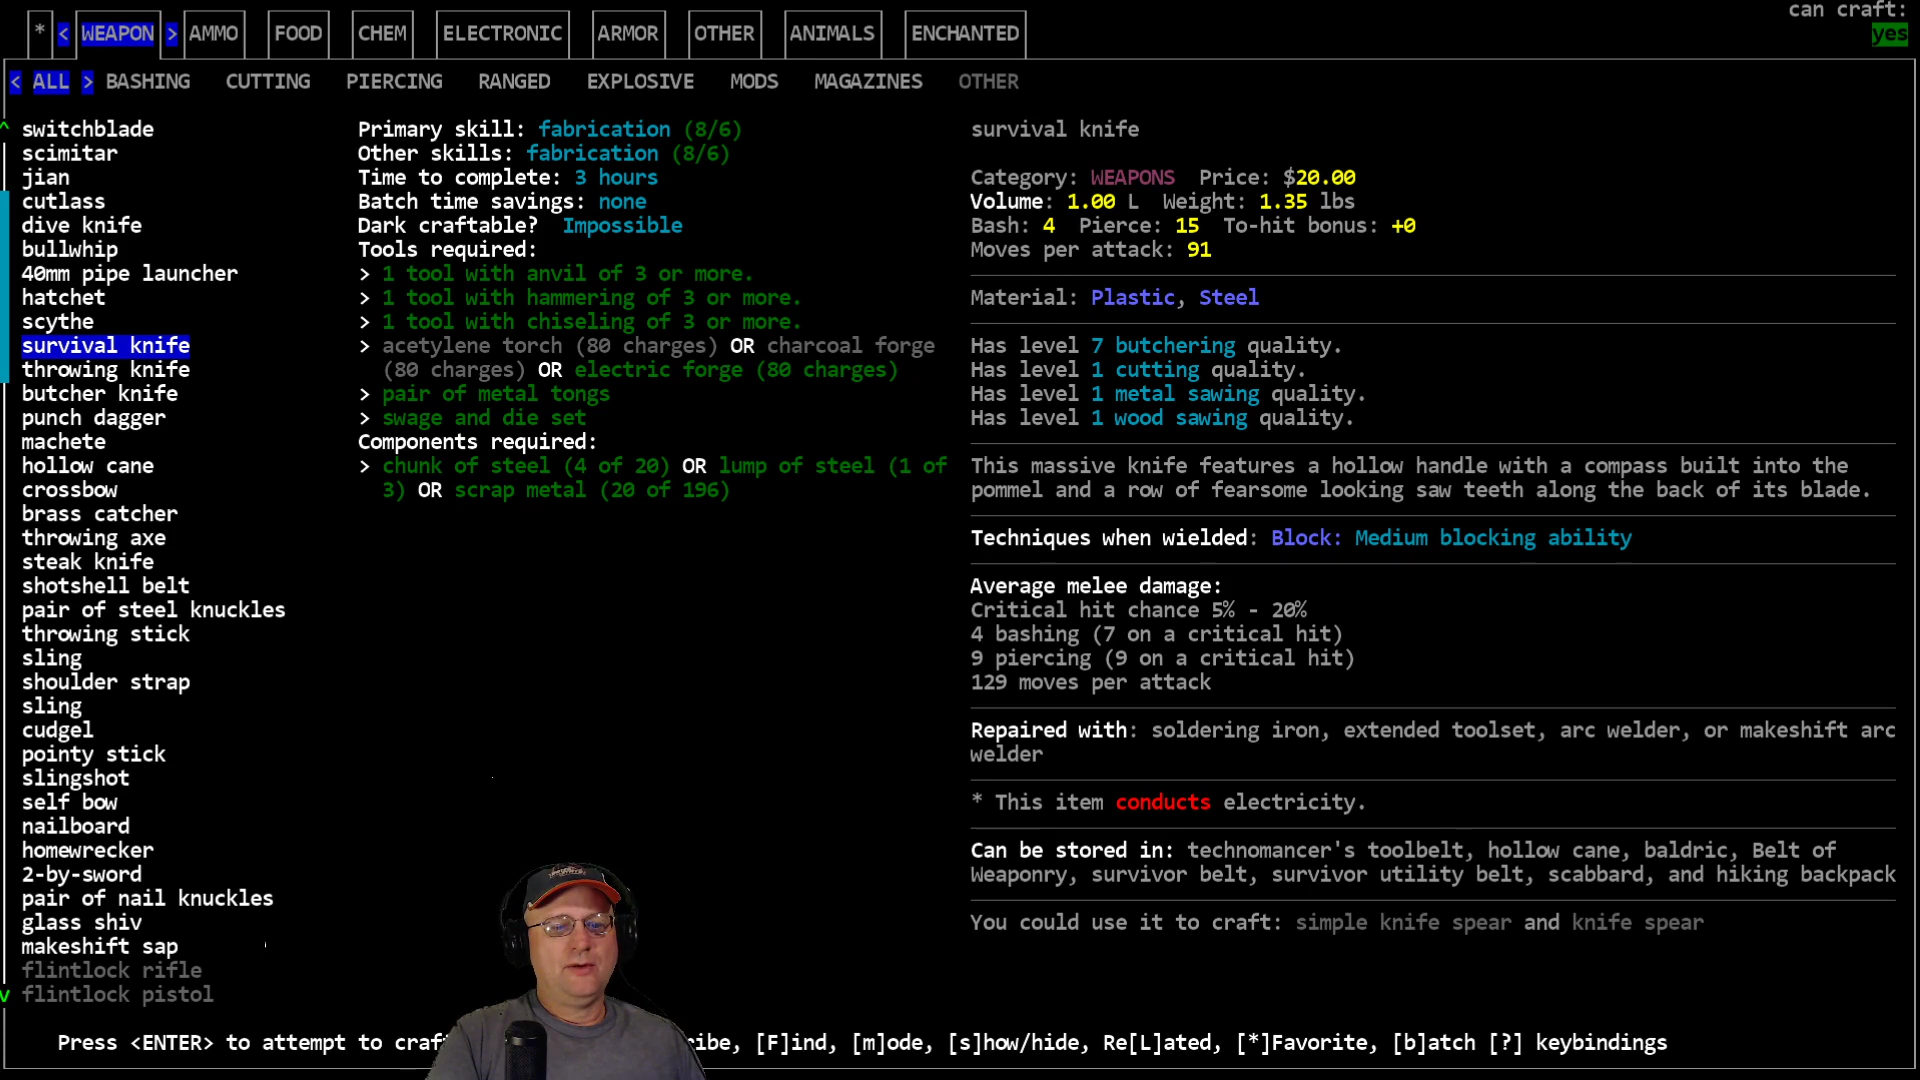 can craft:
* < WEAPON > AMMO FOOD CHEM ELECTRONIC ARMOR OTHER ANIMALS ENCHANTED yes
< ALL > BASHING CUTTING PIERCING RANGED EXPLOSIVE MODS MAGAZINES OTHER
^ switchblade
scimitar
jian
cutlass
dive knife
bullwhip
40mm pipe launcher
hatchet
scythe
survival knife
throwing knife
butcher knife
punch dagger
machete
hollow cane
crossbow
brass catcher
throwing axe
steak knife
shotshell belt
pair of steel knuckles
throwing stick
sling
shoulder strap
sling
cudgel
pointy stick
slingshot
self bow
nailboard
homewrecker
2-by-sword
pair of nail knuckles
glass shiv
makeshift sap
flintlock rifle
v flintlock pistol
Primary skill: fabrication (8/6)
Other skills: fabrication (8/6)
Time to complete: 3 hours
Batch time savings: none
Dark craftable? Impossible
Tools required:
> 1 tool with anvil of 3 or more.
> 1 tool with hammering of 3 or more.
> 1 tool with chiseling of 3 or more.
> acetylene torch (80 charges) OR charcoal forge
(80 charges) OR electric forge (80 charges)
> pair of metal tongs
> swage and die set
Components required:
> chunk of steel (4 of 20) OR lump of steel (1 of
3) OR scrap metal (20 of 196)
survival knife
Category: WEAPONS Price: $20.00
Volume: 1.00 L Weight: 1.35 lbs
Bash: 4 Pierce: 15 To-hit bonus: +0
Moves per attack: 91
Material: Plastic, Steel
Has level 7 butchering quality.
Has level 1 cutting quality.
Has level 1 metal sawing quality.
Has level 1 wood sawing quality.
This massive knife features a hollow handle with a compass built into the
pommel and a row of fearsome looking saw teeth along the back of its blade.
Techniques when wielded: Block: Medium blocking ability
Average melee damage:
Critical hit chance 5% - 20%
4 bashing (7 on a critical hit)
9 piercing (9 on a critical hit)
129 moves per attack
Repaired with: soldering iron, extended toolset, arc welder, or makeshift arc
welder
* This item conducts electricity.
Can be stored in: technomancer's toolbelt, hollow cane, baldric, Belt of
Weaponry, survivor belt, survivor utility belt, scabbard, and hiking backpack
You could use it to craft: simple knife spear and knife spear
Press <ENTER> to attempt to craf ribe, [F]ind, [m]ode, [s]how/hide, Re[L]ated, [*]Favorite, [b]atch [?] keybindings